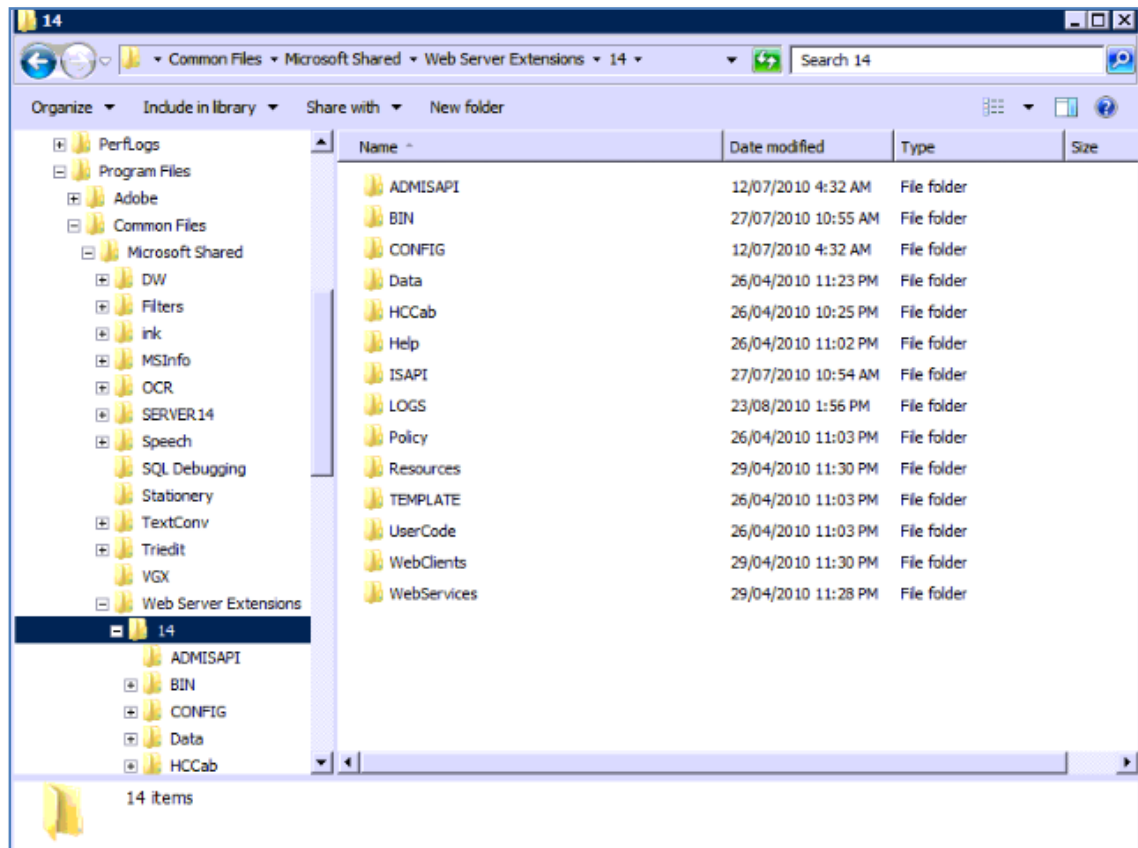 14
Common Files Microsoft Shared Web Server Extensions 14
Search 14
Organize Include in library Share with New folder
PerfLogs
Program Files
Adobe
Common Files
Microsoft Shared
DW
Filters
ink
MSInfo
OCR
SERVER14
Speech
SQL Debugging
Stationery
TextConv
Triedit
VGX
Web Server Extensions
14
ADMISAPI
BIN
CONFIG
Data
HCCab
Name Date modified Type Size
ADMISAPI 12/07/2010 4:32 AM File folder
BIN 27/07/2010 10:55 AM File folder
CONFIG 12/07/2010 4:32 AM File folder
Data 26/04/2010 11:23 PM File folder
HCCab 26/04/2010 10:25 PM File folder
Help 26/04/2010 11:02 PM File folder
ISAPI 27/07/2010 10:54 AM File folder
LOGS 23/08/2010 1:56 PM File folder
Policy 26/04/2010 11:03 PM File folder
Resources 29/04/2010 11:30 PM File folder
TEMPLATE 26/04/2010 11:03 PM File folder
UserCode 26/04/2010 11:03 PM File folder
WebClients 29/04/2010 11:30 PM File folder
WebServices 29/04/2010 11:28 PM File folder
14 items